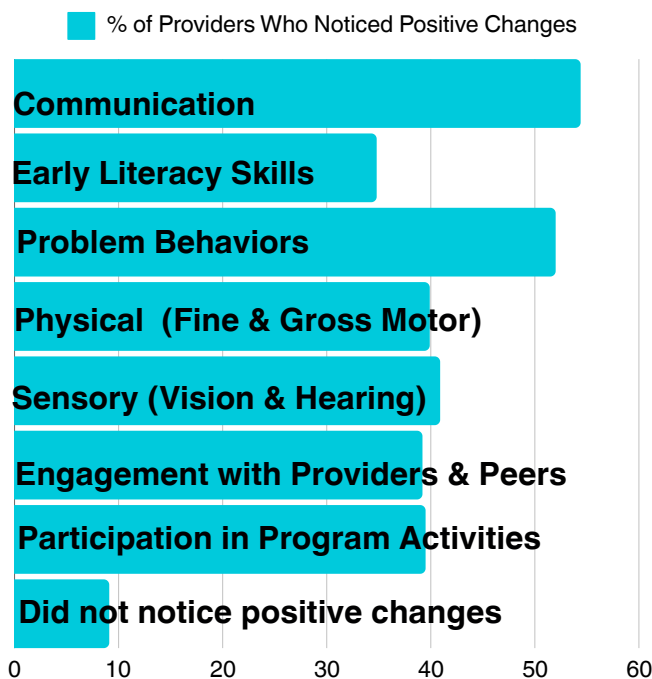 % of Providers Who Noticed Positive Changes
Communication
Early Literacy Skills
Problem Behaviors
Physical (Fine & Gross Motor)
Sensory (Vision & Hearing)
Engagement with Providers & Peers
Participation in Program Activities
Did not notice positive changes
0 10 20 30 40 50 60